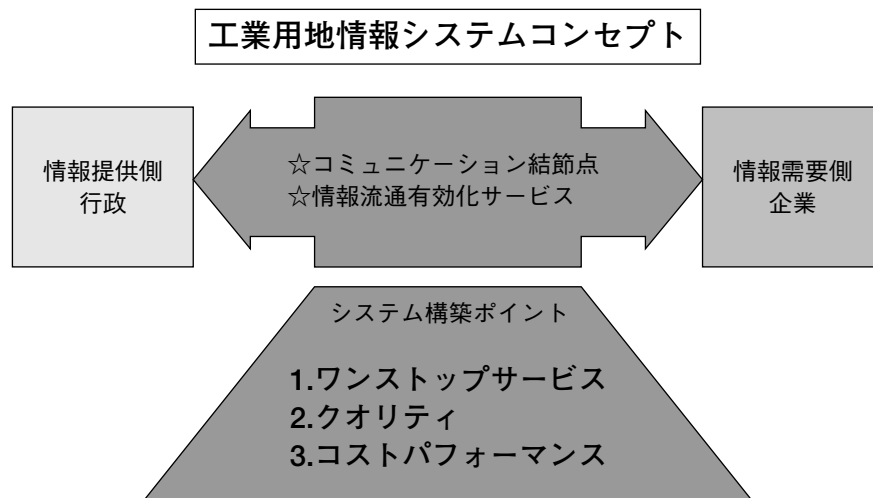 工業用地情報システムコンセプト
情報提供側
行政
☆コミュニケーション結節点
☆情報流通有効化サービス
情報需要側
企業
システム構築ポイント
1.ワンストップサービス
2.クオリティ
3.コストパフォーマンス